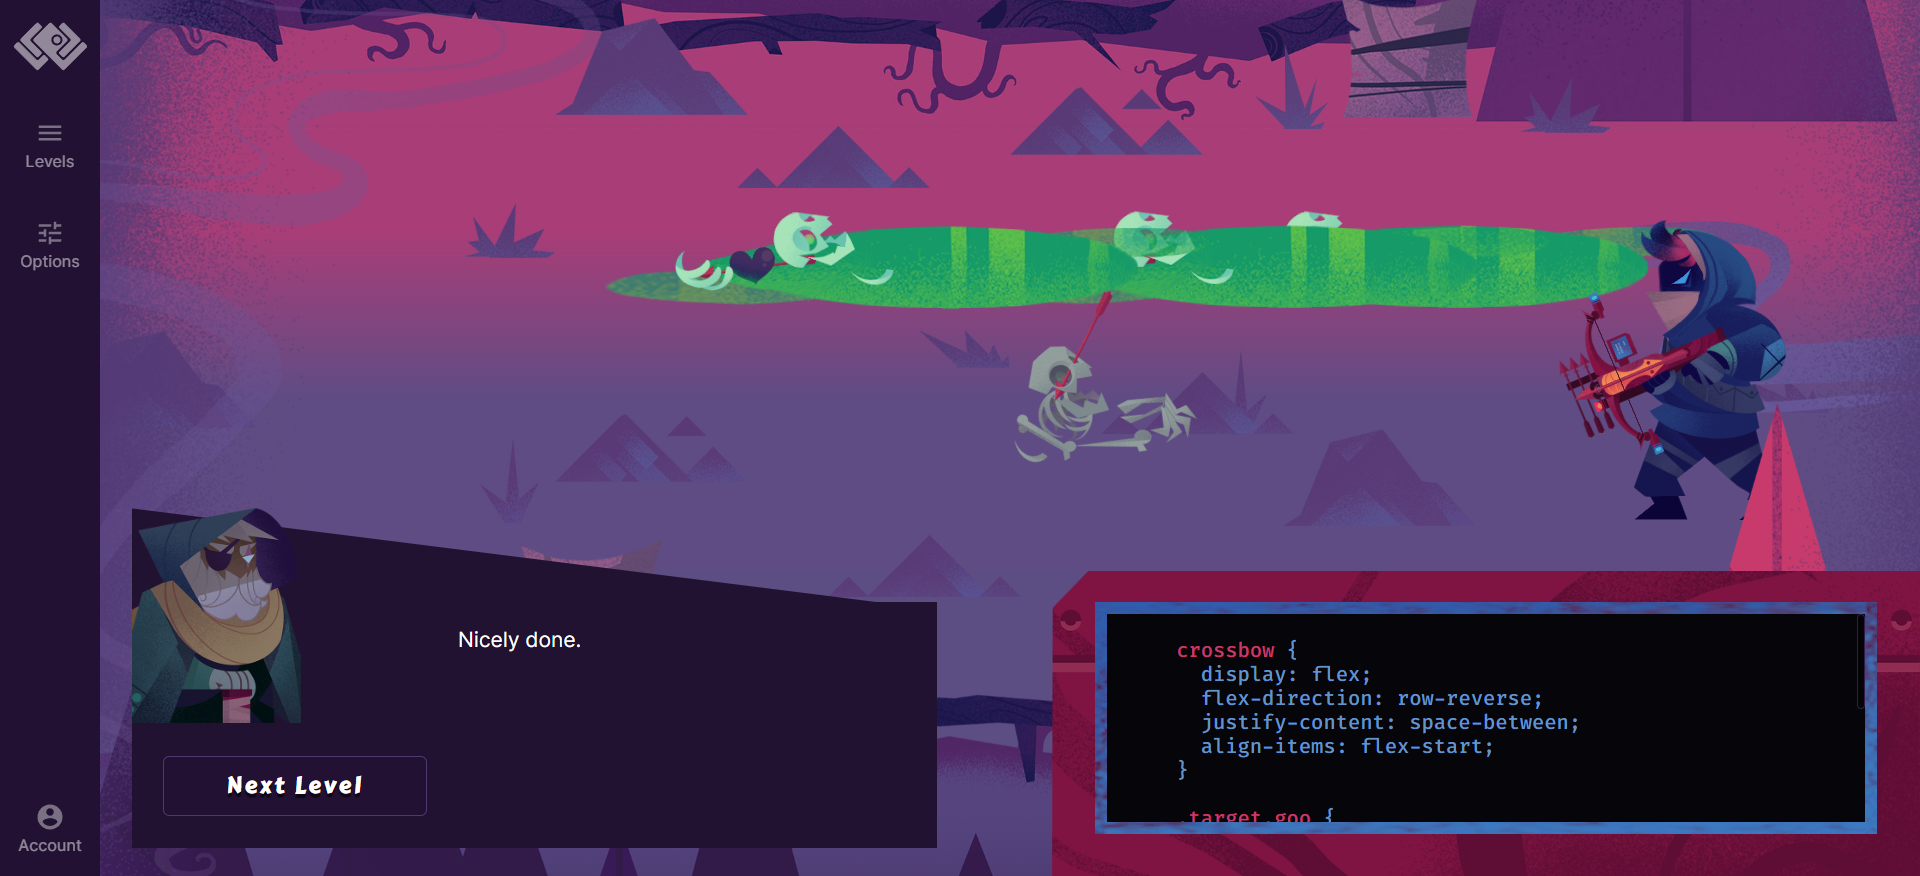 Levels
Options
Nicely done.
Next Level
Account
crossbow {
display: flex;
flex-direction: row-reverse;
justify-content: space-between;
align-items: flex-start;
}
.target.goo {